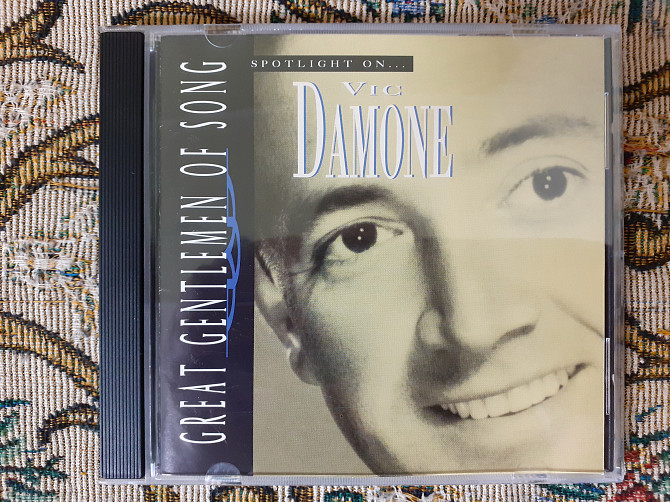 SPOTLIGHT ON...
VIC
DAMONE
GREAT GENTLEMEN OF SONG